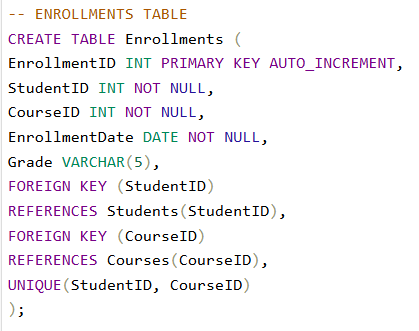 -- ENROLLMENTS TABLE
CREATE TABLE Enrollments (
EnrollmentID INT PRIMARY KEY AUTO_INCREMENT,
StudentID INT NOT NULL,
CourseID INT NOT NULL,
EnrollmentDate DATE NOT NULL,
Grade VARCHAR(5),
FOREIGN KEY (StudentID)
REFERENCES Students(StudentID),
FOREIGN KEY (CourseID)
REFERENCES Courses(CourseID),
UNIQUE(StudentID, CourseID)
);